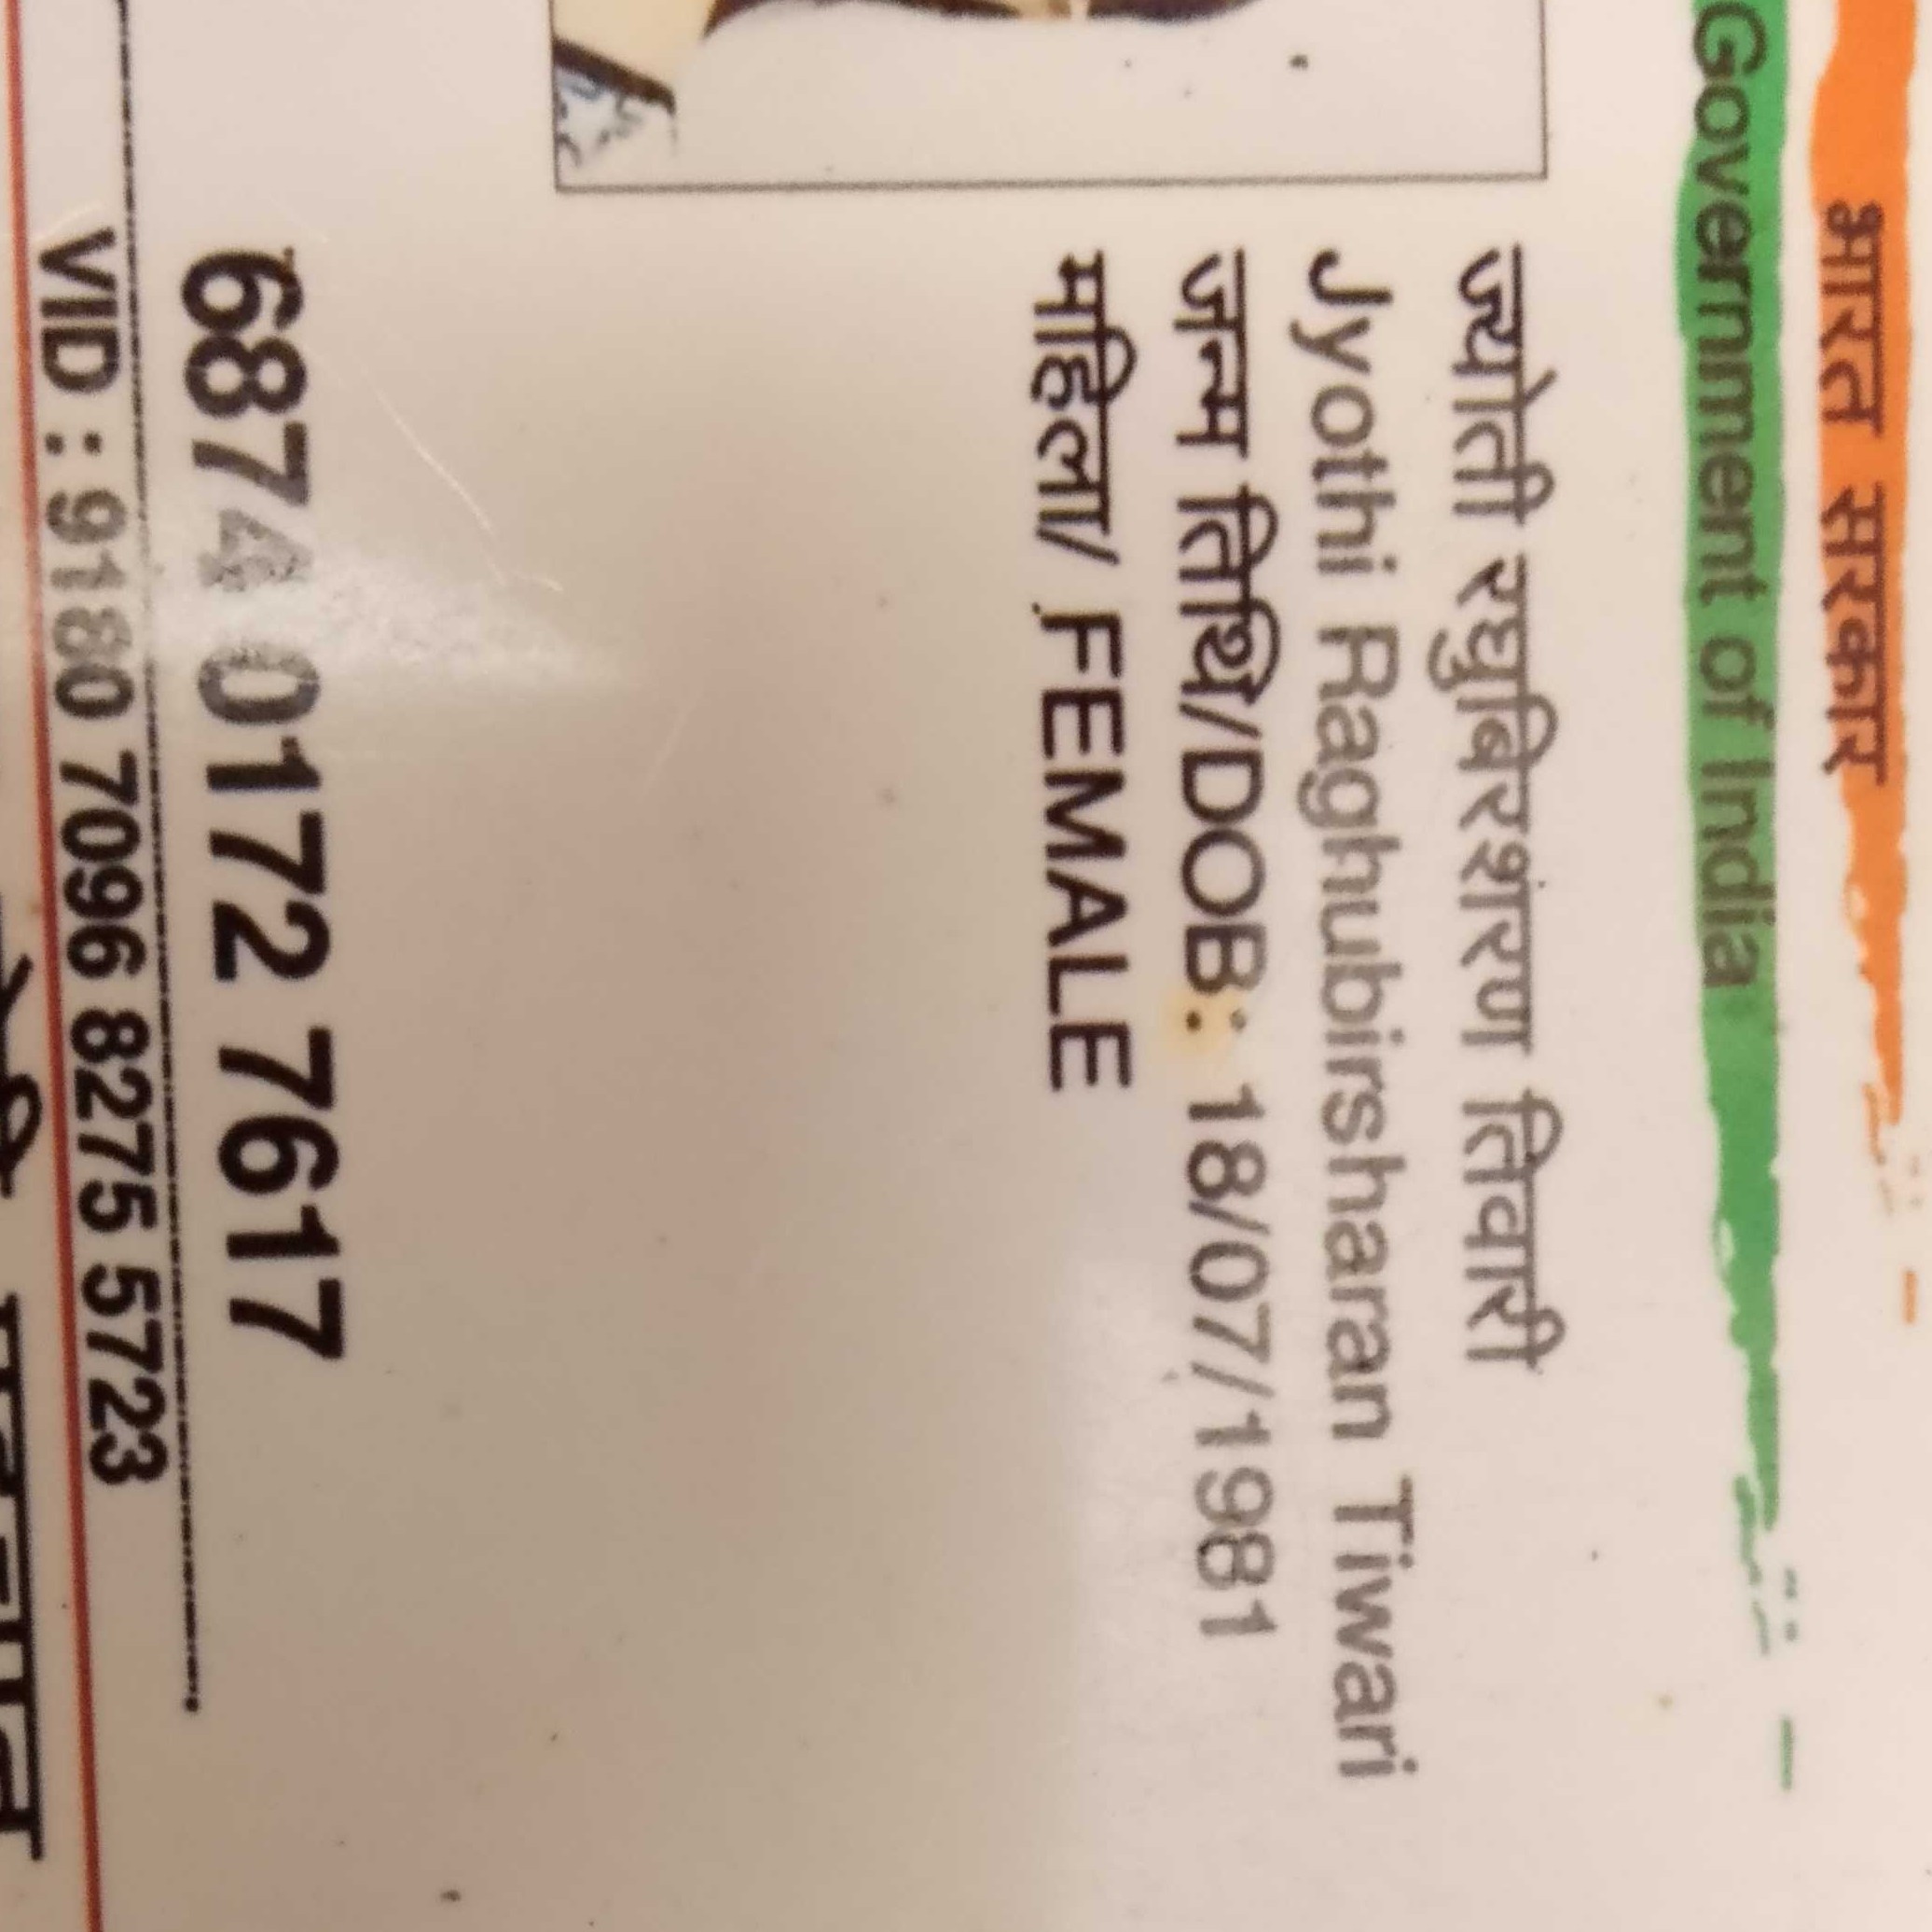 भारत सरकार
Government of India
ज्योती रघुबिरशरण तिवारी
Jyothi Raghubirsharan Tiwari
जन्म तिथि/DOB: 18/07/1981
महिला/ FEMALE
6874 0172 7617
VID : 9180 7096 8275 5723